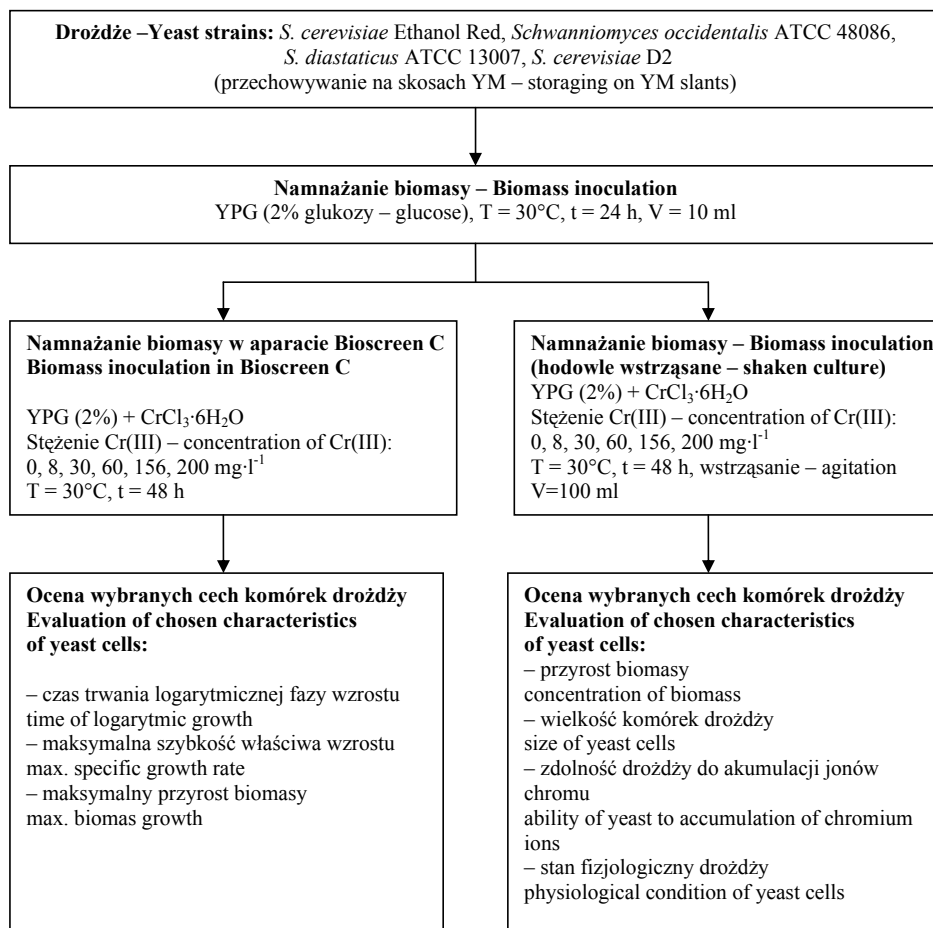 Drożdże –Yeast strains: S. cerevisiae Ethanol Red, Schwanniomyces occidentalis ATCC 48086,
S. diastaticus ATCC 13007, S. cerevisiae D2
(przechowywanie na skosach YM – storaging on YM slants)
Namnażanie biomasy – Biomass inoculation
YPG (2% glukozy – glucose), T = 30°C, t = 24 h, V = 10 ml
Namnażanie biomasy w aparacie Bioscreen C
Biomass inoculation in Bioscreen C
YPG (2%) + CrCl₃·6H₂O
Stężenie Cr(III) – concentration of Cr(III):
0, 8, 30, 60, 156, 200 mg·l⁻¹
T = 30°C, t = 48 h
Namnażanie biomasy – Biomass inoculation
(hodowle wstrząsane – shaken culture)
YPG (2%) + CrCl₃·6H₂O
Stężenie Cr(III) – concentration of Cr(III):
0, 8, 30, 60, 156, 200 mg·l⁻¹
T = 30°C, t = 48 h, wstrząsanie – agitation
V=100 ml
Ocena wybranych cech komórek drożdży
Evaluation of chosen characteristics
of yeast cells:
– czas trwania logarytmicznej fazy wzrostu
time of logarytmic growth
– maksymalna szybkość właściwa wzrostu
max. specific growth rate
– maksymalny przyrost biomasy
max. biomas growth
Ocena wybranych cech komórek drożdży
Evaluation of chosen characteristics
of yeast cells:
– przyrost biomasy
concentration of biomass
– wielkość komórek drożdży
size of yeast cells
– zdolność drożdży do akumulacji jonów
chromu
ability of yeast to accumulation of chromium
ions
– stan fizjologiczny drożdży
physiological condition of yeast cells